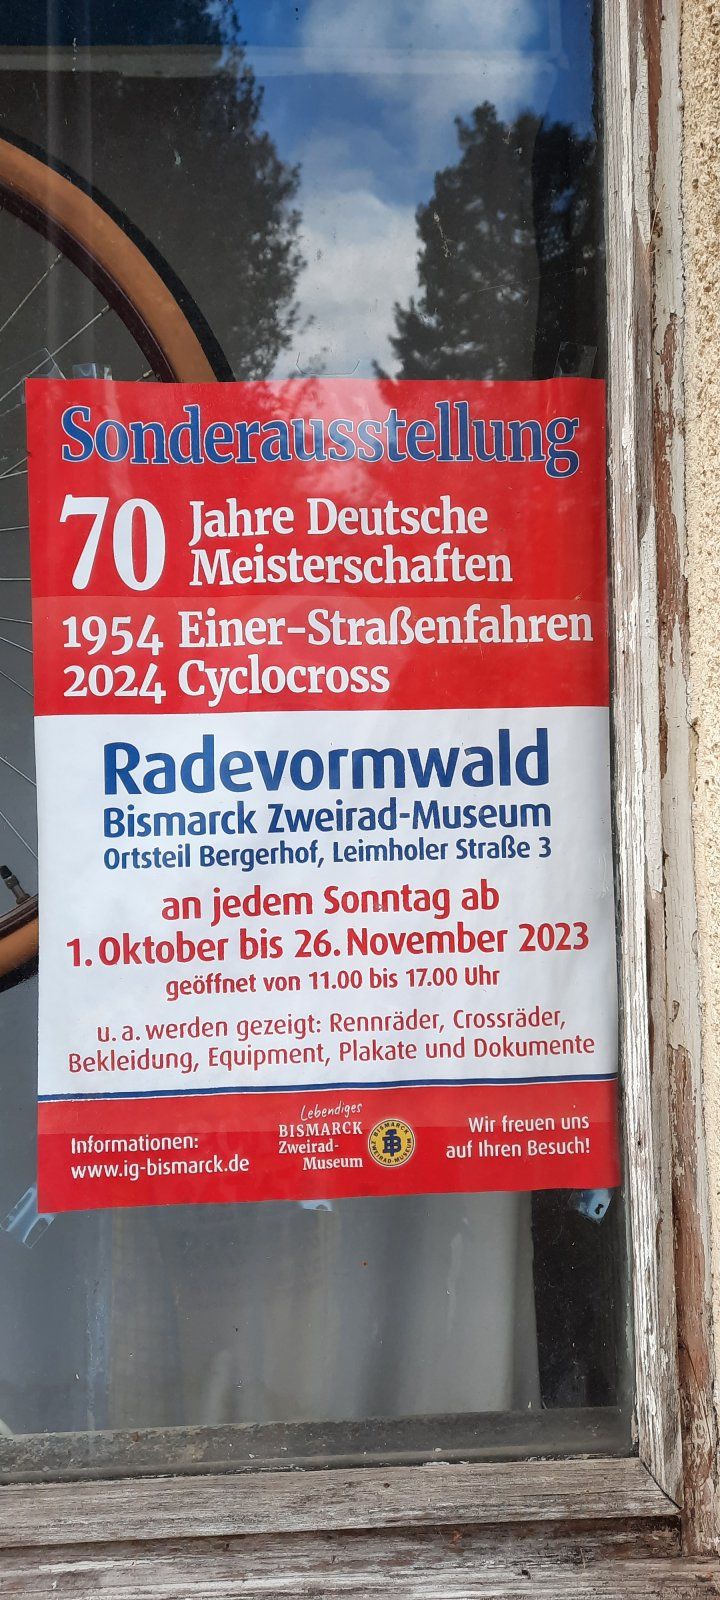 Sonderausstellung
70 Jahre Deutsche
Meisterschaften
1954 Einer-Straßenfahren
2024 Cyclocross
Radevormwald
Bismarck Zweirad-Museum
Ortsteil Bergerhof, Leimholer Straße 3
an jedem Sonntag ab
1. Oktober bis 26. November 2023
geöffnet von 11.00 bis 17.00 Uhr
u. a. werden gezeigt: Rennräder, Crossräder,
Bekleidung, Equipment, Plakate und Dokumente
Informationen:
www.ig-bismarck.de
Lebendiges
BISMARCK
Zweirad-
Museum
BISMARCK
ZWEIRAD-MUSEUM
Wir freuen uns
auf Ihren Besuch!